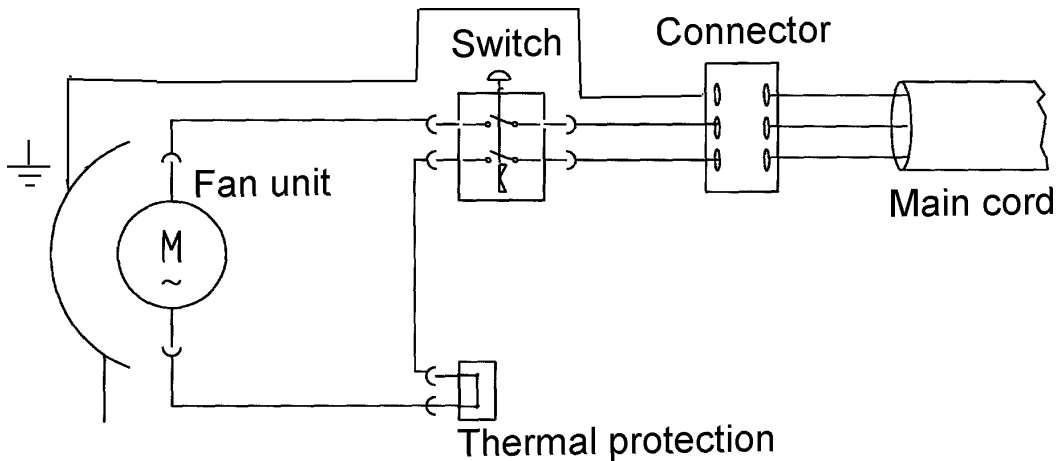 Connector
Switch
Fan unit
Main cord
M
~
Thermal protection